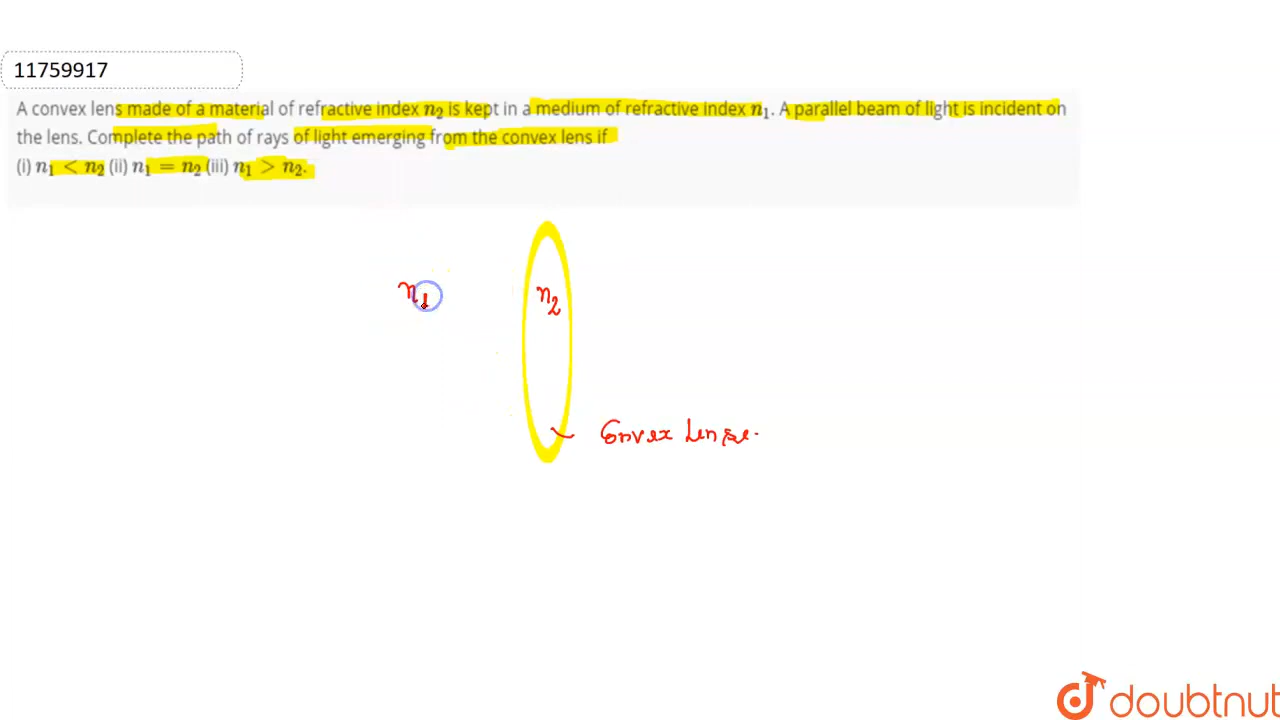 11759917
A convex lens made of a material of refractive index n₂ is kept in a medium of refractive index n₁. A parallel beam of light is incident on
the lens. Complete the path of rays of light emerging from the convex lens if
(i) n₁ < n₂ (ii) n₁ = n₂ (iii) n₁ > n₂.
n₁
n₂
Convex Lense.
doubtnut